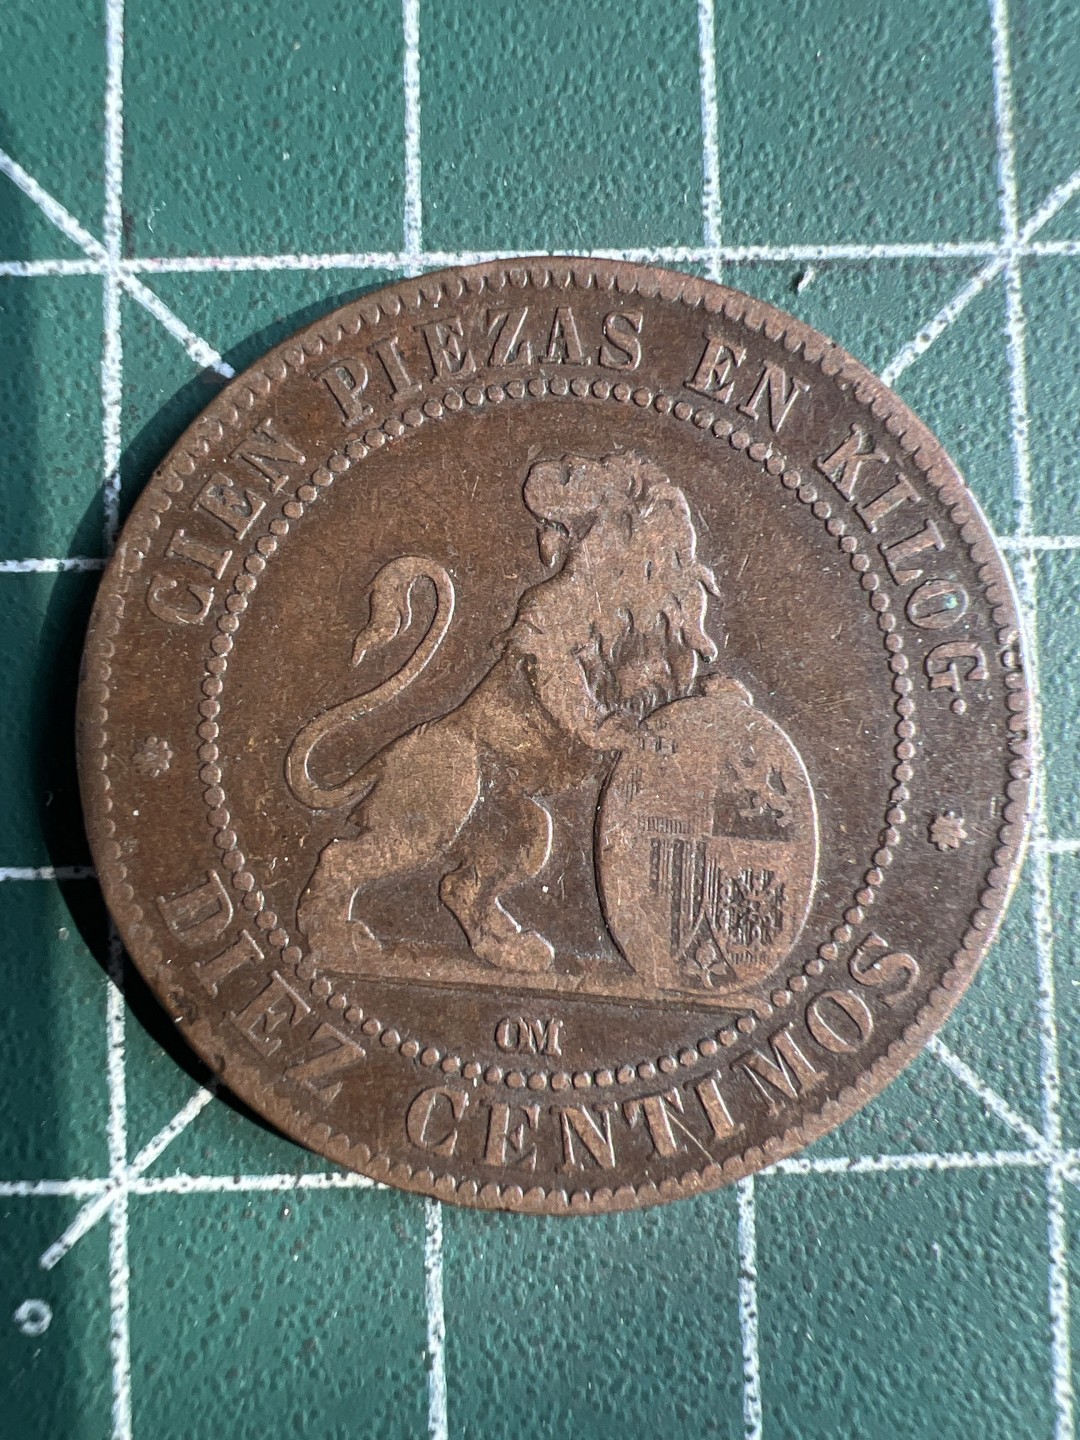 CIEN PIEZAS EN KILOG.
OM
DIEZ CENTIMOS